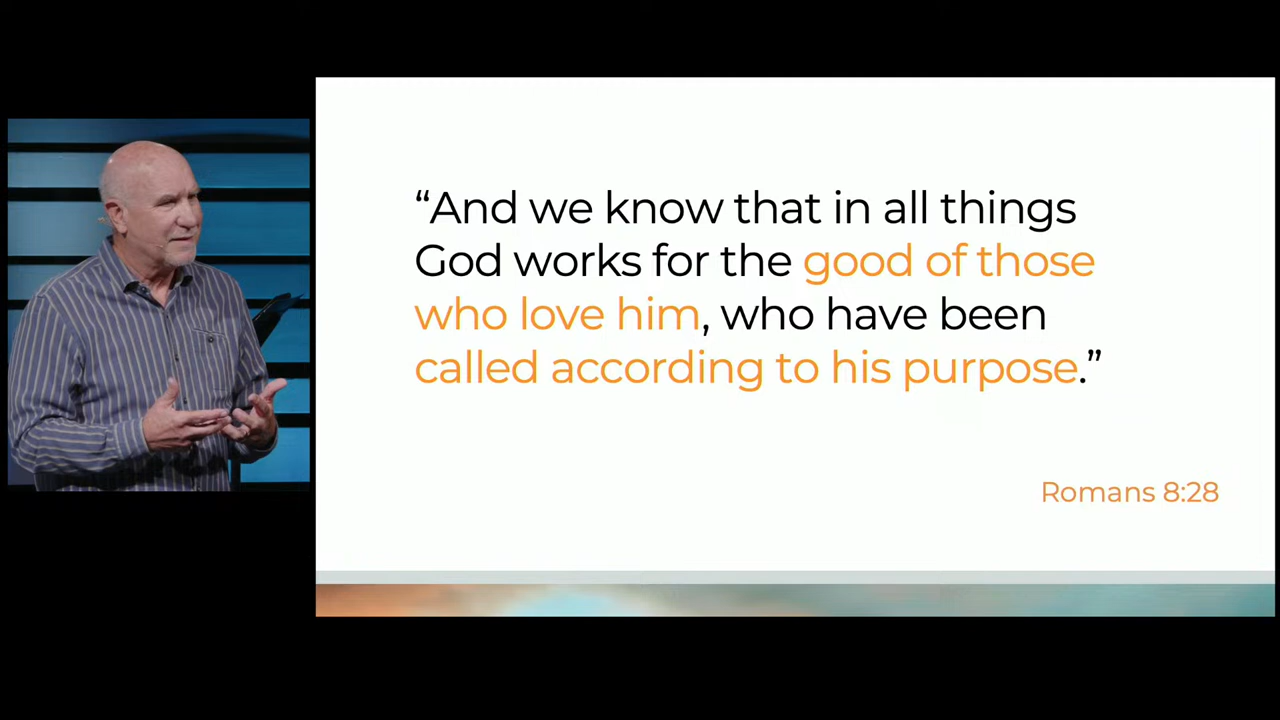 “And we know that in all things
God works for the good of those
who love him, who have been
called according to his purpose.”
Romans 8:28